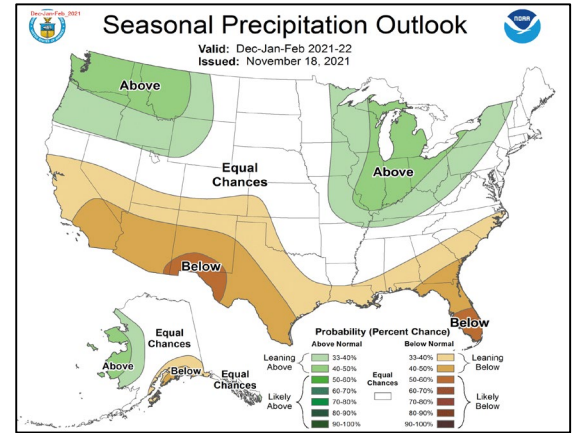 Dec-Jan-Feb_2021
Seasonal Precipitation Outlook
NOAA
Valid: Dec-Jan-Feb 2021-22
Issued: November 18, 2021
Above
Equal
Chances
Above
Below
Below
Equal
Chances
Above
Below
Equal
Chances
Probability (Percent Chance)
Above Normal
Below Normal
Leaning
Above
Likely
Above
33-40%
40-50%
50-60%
60-70%
70-80%
80-90%
90-100%
Equal
Chances
33-40%
40-50%
50-60%
60-70%
70-80%
80-90%
90-100%
Leaning
Below
Likely
Below